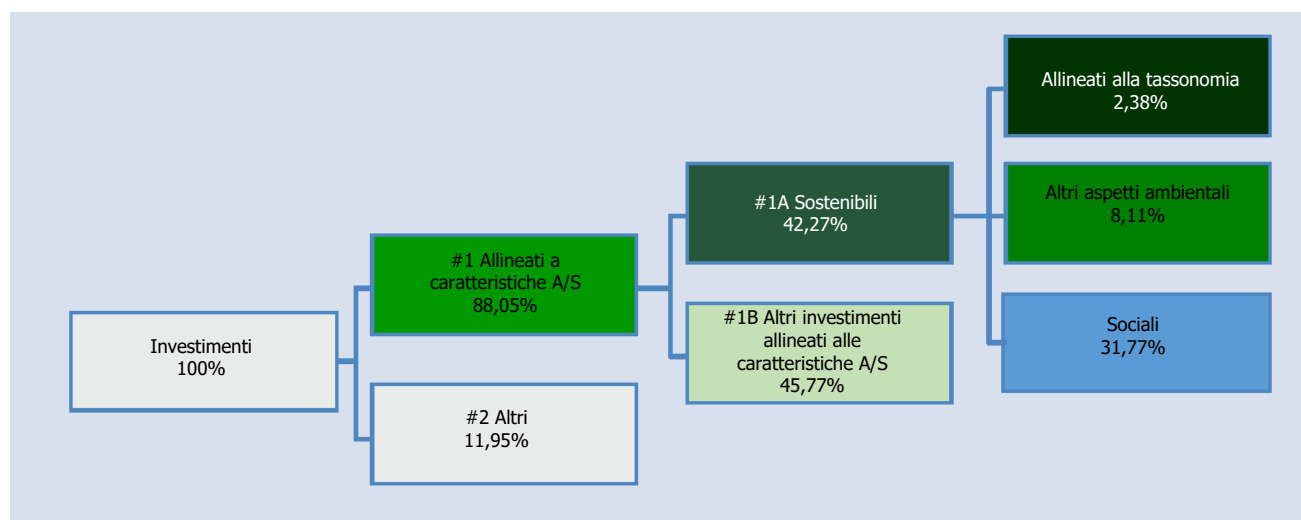 Investimenti
100%
#1 Allineati a
caratteristiche A/S
88,05%
#2 Altri
11,95%
#1A Sostenibili
42,27%
#1B Altri investimenti
allineati alle
caratteristiche A/S
45,77%
Allineati alla tassonomia
2,38%
Altri aspetti ambientali
8,11%
Sociali
31,77%